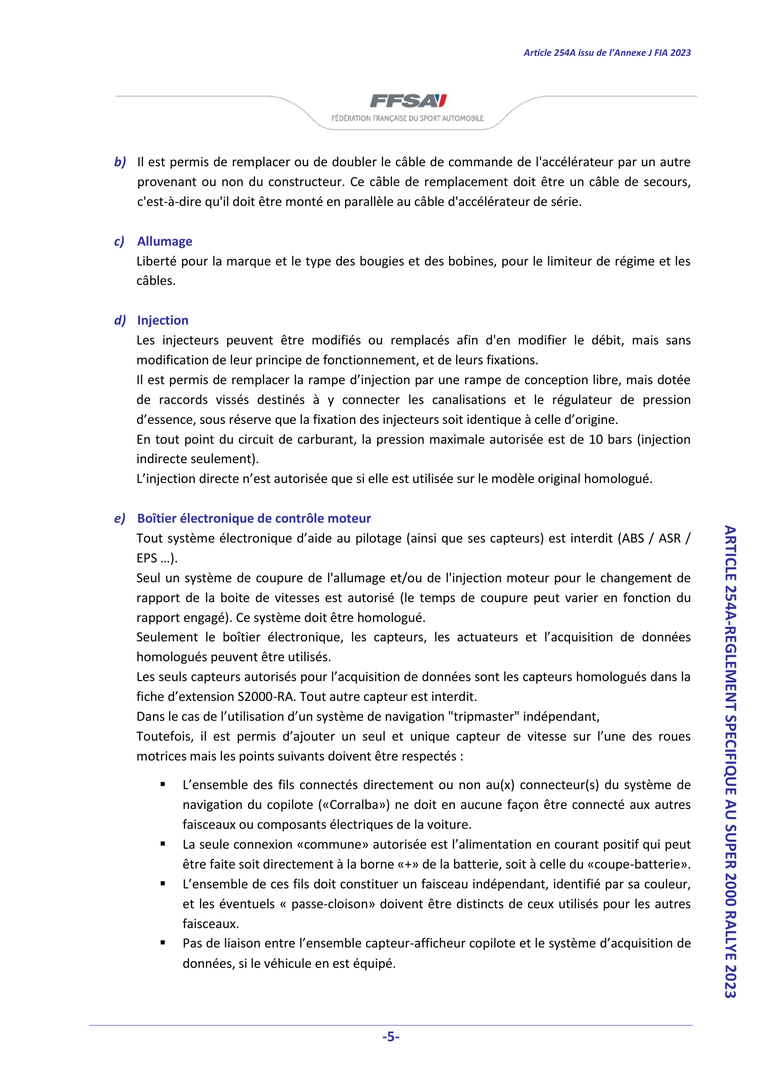 Article 254A issu de l’Annexe J FIA 2023
FFSA
FÉDÉRATION FRANÇAISE DU SPORT AUTOMOBILE
b) Il est permis de remplacer ou de doubler le câble de commande de l'accélérateur par un autre
provenant ou non du constructeur. Ce câble de remplacement doit être un câble de secours,
c'est-à-dire qu'il doit être monté en parallèle au câble d'accélérateur de série.
c) Allumage
Liberté pour la marque et le type des bougies et des bobines, pour le limiteur de régime et les
câbles.
d) Injection
Les injecteurs peuvent être modifiés ou remplacés afin d'en modifier le débit, mais sans
modification de leur principe de fonctionnement, et de leurs fixations.
Il est permis de remplacer la rampe d’injection par une rampe de conception libre, mais dotée
de raccords vissés destinés à y connecter les canalisations et le régulateur de pression
d’essence, sous réserve que la fixation des injecteurs soit identique à celle d’origine.
En tout point du circuit de carburant, la pression maximale autorisée est de 10 bars (injection
indirecte seulement).
L’injection directe n’est autorisée que si elle est utilisée sur le modèle original homologué.
e) Boîtier électronique de contrôle moteur
Tout système électronique d’aide au pilotage (ainsi que ses capteurs) est interdit (ABS / ASR /
EPS …).
Seul un système de coupure de l'allumage et/ou de l'injection moteur pour le changement de
rapport de la boite de vitesses est autorisé (le temps de coupure peut varier en fonction du
rapport engagé). Ce système doit être homologué.
Seulement le boîtier électronique, les capteurs, les actuateurs et l’acquisition de données
homologués peuvent être utilisés.
Les seuls capteurs autorisés pour l’acquisition de données sont les capteurs homologués dans la
fiche d’extension S2000-RA. Tout autre capteur est interdit.
Dans le cas de l’utilisation d’un système de navigation "tripmaster" indépendant,
Toutefois, il est permis d’ajouter un seul et unique capteur de vitesse sur l’une des roues
motrices mais les points suivants doivent être respectés :
▪ L’ensemble des fils connectés directement ou non au(x) connecteur(s) du système de
navigation du copilote («Corralba») ne doit en aucune façon être connecté aux autres
faisceaux ou composants électriques de la voiture.
▪ La seule connexion «commune» autorisée est l’alimentation en courant positif qui peut
être faite soit directement à la borne «+» de la batterie, soit à celle du «coupe-batterie».
▪ L’ensemble de ces fils doit constituer un faisceau indépendant, identifié par sa couleur,
et les éventuels « passe-cloison» doivent être distincts de ceux utilisés pour les autres
faisceaux.
▪ Pas de liaison entre l’ensemble capteur-afficheur copilote et le système d’acquisition de
données, si le véhicule en est équipé.
ARTICLE 254A-REGLEMENT SPECIFIQUE AU SUPER 2000 RALLYE 2023
-5-